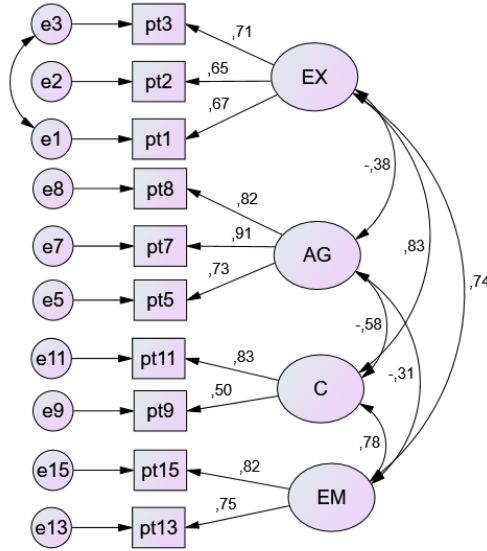 e3 pt3 ,71 EX
e2 pt2 ,65
e1 pt1 ,67
e8 pt8 ,82 -,38
e7 pt7 ,91 AG ,83
e5 pt5 ,73 ,74
e11 pt11 ,83 -,58 -,31
e9 pt9 ,50 C
e15 pt15 ,82 ,78
e13 pt13 ,75 EM